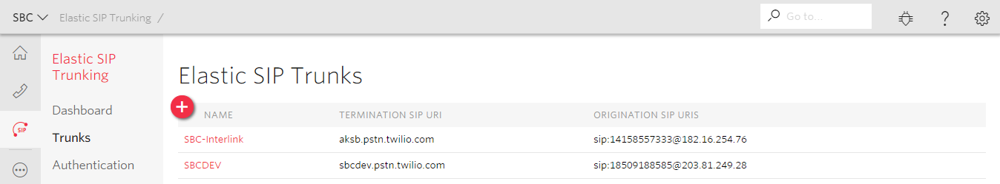 SBC Elastic SIP Trunking / Go to...
Elastic SIP
Trunking
Dashboard
Trunks
Authentication
SIP
Elastic SIP Trunks
NAME TERMINATION SIP URI ORIGINATION SIP URIS
SBC-Interlink aksb.pstn.twilio.com sip:14158557333@182.16.254.76
SBCDEV sbcdev.pstn.twilio.com sip:18509188585@203.81.249.28